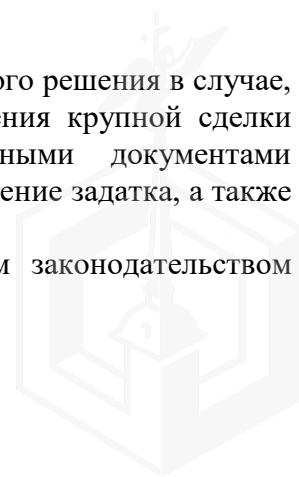 ого решения в случае,
ения крупной сделки
ными документами
ение задатка, а также
м законодательством